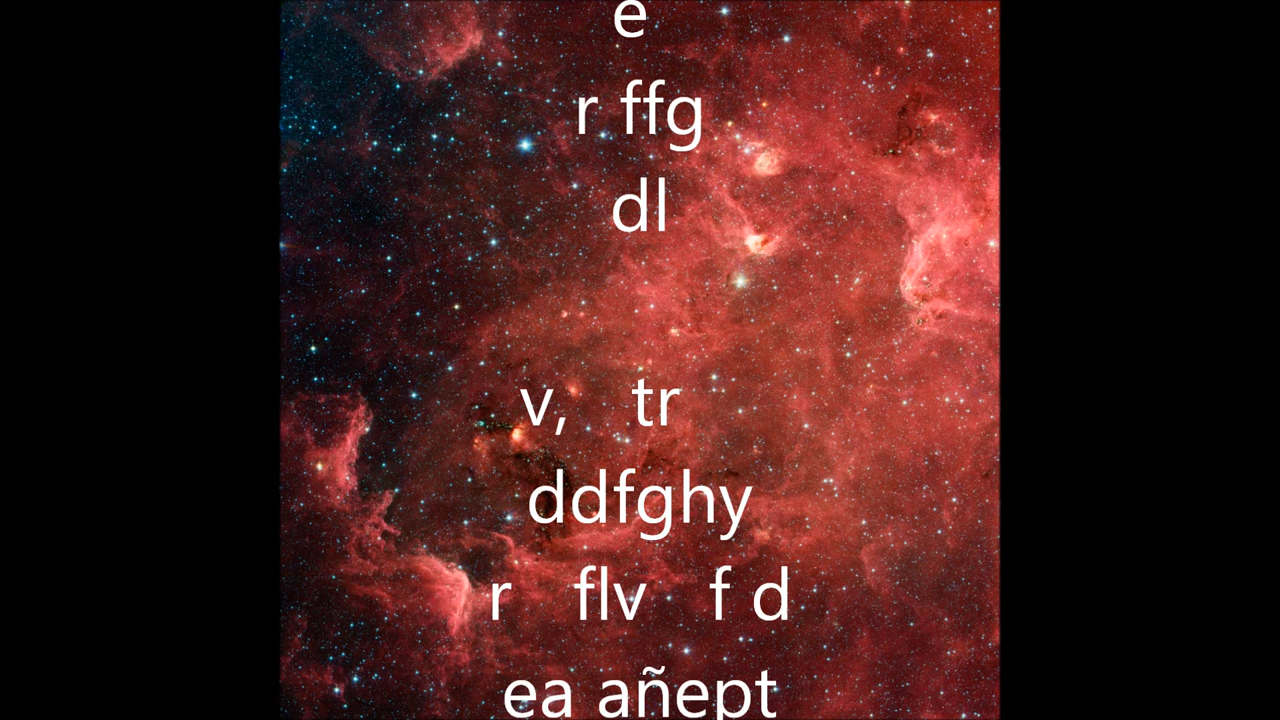 e
r ffg
dl
v, tr
ddfghy
r flv f d
ea añept